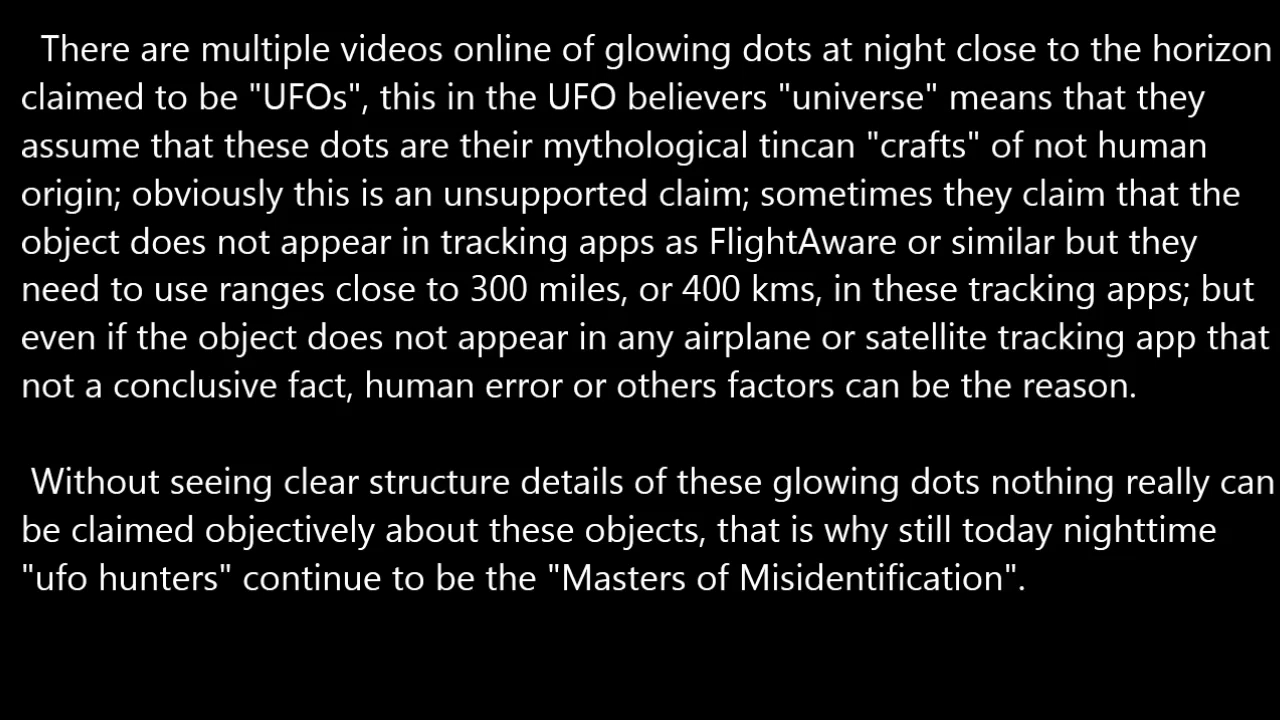 There are multiple videos online of glowing dots at night close to the horizon
claimed to be "UFOs", this in the UFO believers "universe" means that they
assume that these dots are their mythological tincan "crafts" of not human
origin; obviously this is an unsupported claim; sometimes they claim that the
object does not appear in tracking apps as FlightAware or similar but they
need to use ranges close to 300 miles, or 400 kms, in these tracking apps; but
even if the object does not appear in any airplane or satellite tracking app that
not a conclusive fact, human error or others factors can be the reason.
Without seeing clear structure details of these glowing dots nothing really can
be claimed objectively about these objects, that is why still today nighttime
"ufo hunters" continue to be the "Masters of Misidentification".